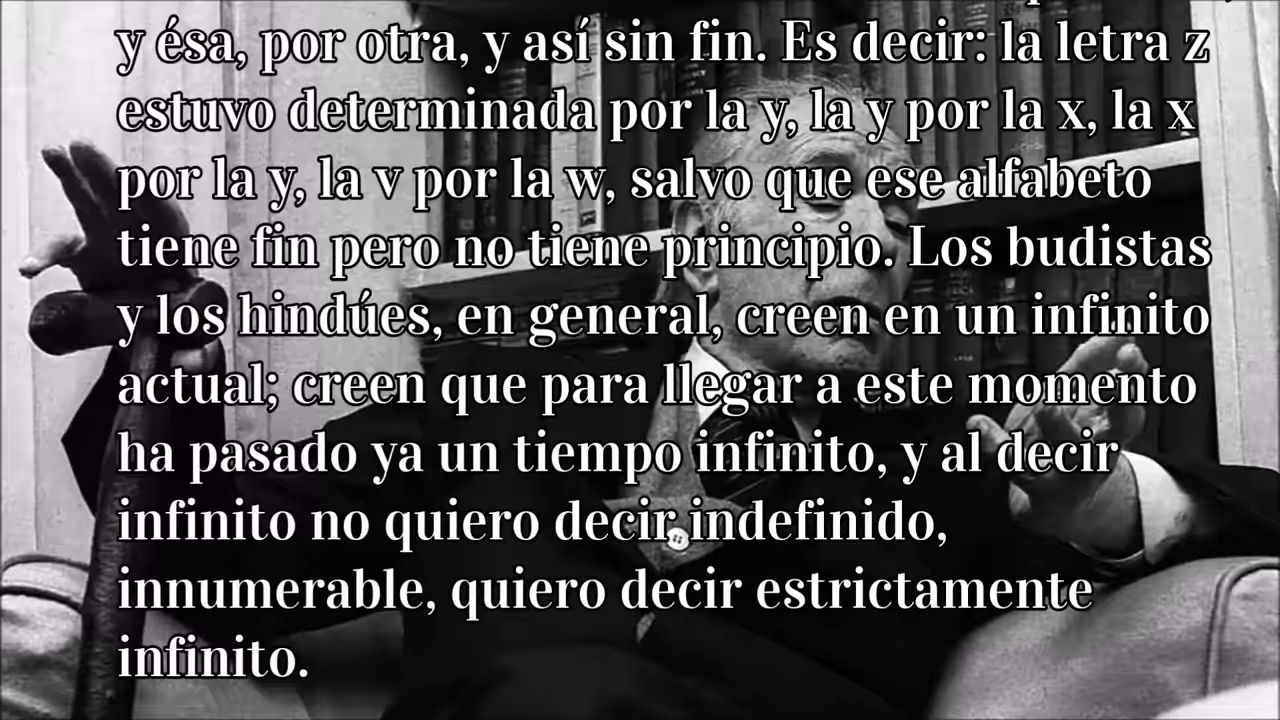 y ésa, por otra, y así sin fin. Es decir: la letra z
estuvo determinada por la y, la y por la x, la x
por la y, la v por la w, salvo que ese alfabeto
tiene fin pero no tiene principio. Los budistas
y los hindúes, en general, creen en un infinito
actual; creen que para llegar a este momento
ha pasado ya un tiempo infinito, y al decir
infinito no quiero decir indefinido,
innumerable, quiero decir estrictamente
infinito.